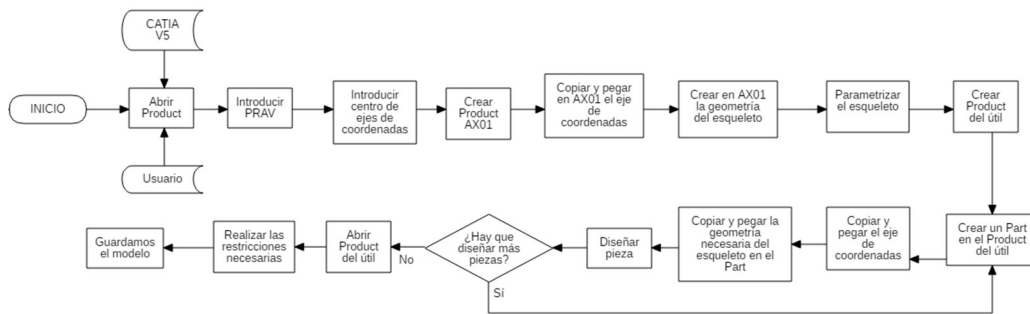 CATIA
V5
INICIO
Abrir
Product
Usuario
Introducir
PRAV
Introducir
centro de
ejes de
coordenadas
Crear
Product
AX01
Copiar y pegar
en AX01 el eje
de
coordenadas
Crear en AX01
la geometría
del esqueleto
Parametrizar
el esqueleto
Crear
Product
del útil
Crear un Part
en el Product
del útil
Copiar y
pegar el eje
de
coordenadas
Copiar y pegar la
geometría
necesaria del
esqueleto en el
Part
Diseñar
pieza
¿Hay que
diseñar más
piezas?
No
Sí
Abrir
Product
del útil
Realizar las
restricciones
necesarias
Guardamos
el modelo